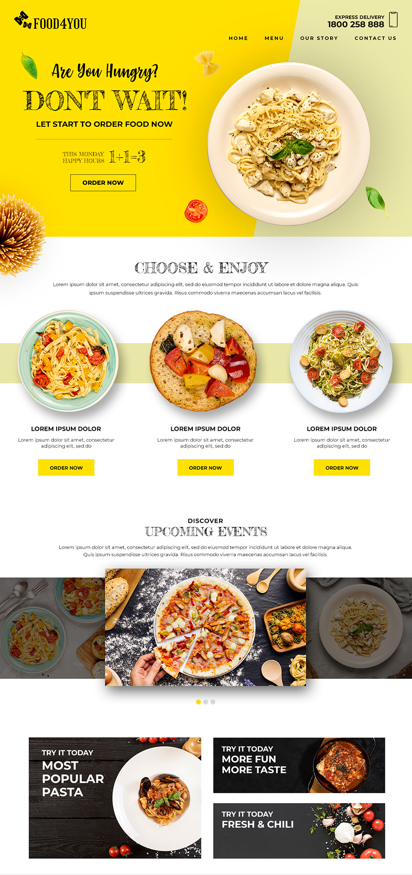 FOOD4YOU
EXPRESS DELIVERY
1800 258 888
HOME MENU OUR STORY CONTACT US
Are You Hungry?
DONT WAIT!
LET START TO ORDER FOOD NOW
THIS MONDAY
HAPPY HOURS
1+1=3
ORDER NOW
CHOOSE & ENJOY
Lorem ipsum dolor sit amet, consectetur adipiscing elit, sed do eiusmod tempor incididunt ut labore et dolore magna aliqua. Quis
ipsum suspendisse ultrices gravida. Risus commodo viverra maecenas accumsan lacus vel facilisis.
LOREM IPSUM DOLOR
Lorem ipsum dolor sit amet, consectetur
adipiscing elit, sed do
ORDER NOW
LOREM IPSUM DOLOR
Lorem ipsum dolor sit amet, consectetur
adipiscing elit, sed do
ORDER NOW
LOREM IPSUM DOLOR
Lorem ipsum dolor sit amet, consectetur
adipiscing elit, sed do
ORDER NOW
DISCOVER
UPCOMING EVENTS
Lorem ipsum dolor sit amet, consectetur adipiscing elit, sed do eiusmod tempor incididunt ut labore et dolore magna aliqua.
Quis ipsum suspendisse ultrices gravida. Risus commodo viverra maecenas accumsan.
TRY IT TODAY
MOST
POPULAR
PASTA
TRY IT TODAY
MORE FUN
MORE TASTE
TRY IT TODAY
FRESH & CHILI